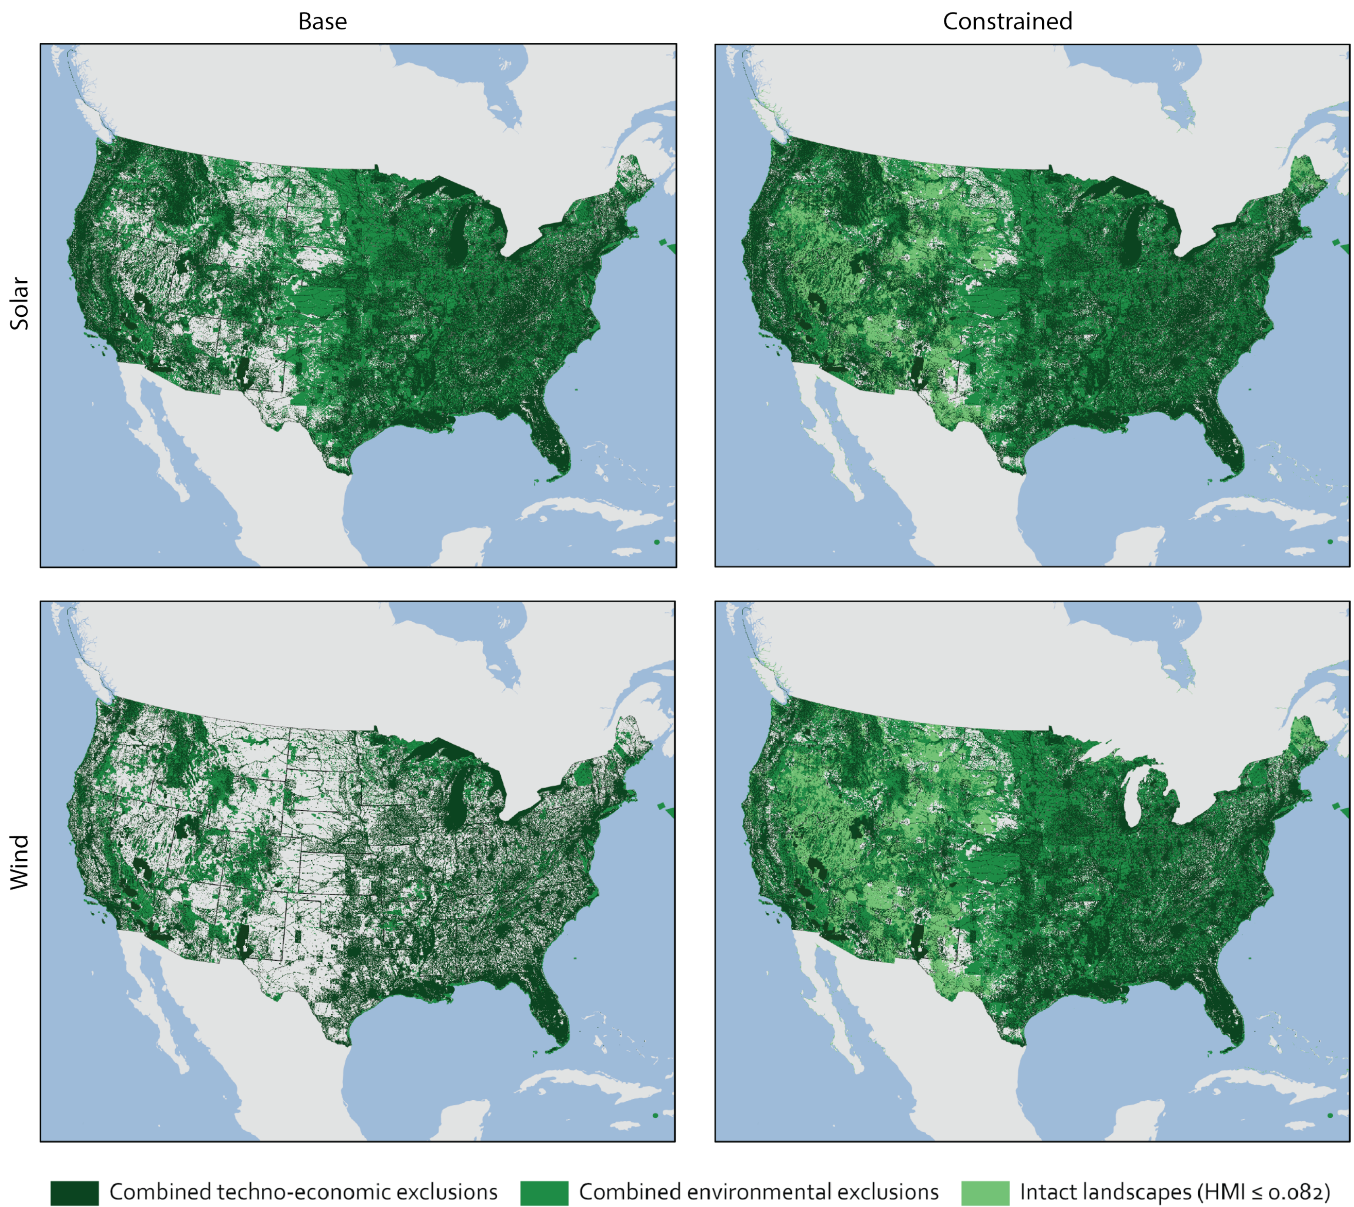 Base
Constrained
Solar
Wind
Combined techno-economic exclusions
Combined environmental exclusions
Intact landscapes (HMI ≤ 0.082)